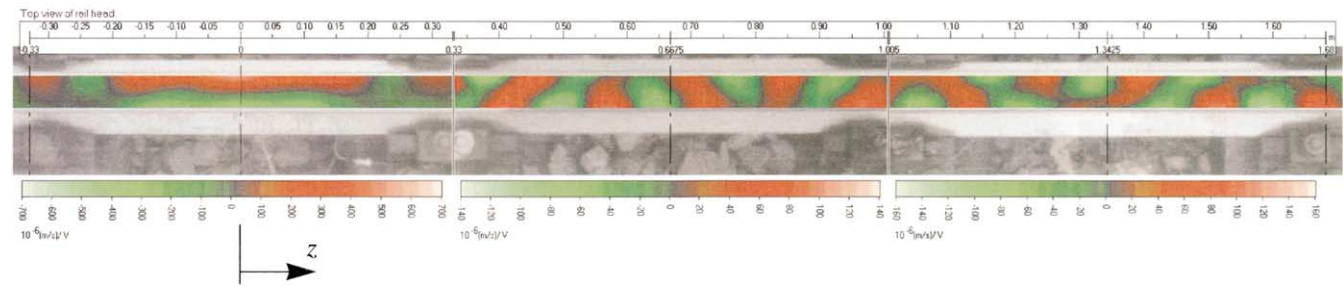 Top view of rail head
-0.30 -0.25 -0.20 -0.15 -0.10 -0.05 0 0.05 0.10 0.15 0.20 0.25 0.30 0.40 0.50 0.60 0.70 0.80 0.90 1.00 1.10 1.20 1.30 1.40 1.50 1.60 m
-0.33 0 0.33 0.6675 1.005 1.3425 1.680
-700 -600 -500 -400 -300 -200 -100 0 100 200 300 400 500 600 700 -140 -120 -100 -80 -60 -40 -20 0 20 40 60 80 100 120 140 -160 -140 -120 -100 -80 -60 -40 -20 0 20 40 60 80 100 120 140 160
10⁻⁶[m/s]/V 10⁻⁶[m/s]/V 10⁻⁶[m/s]/V
z